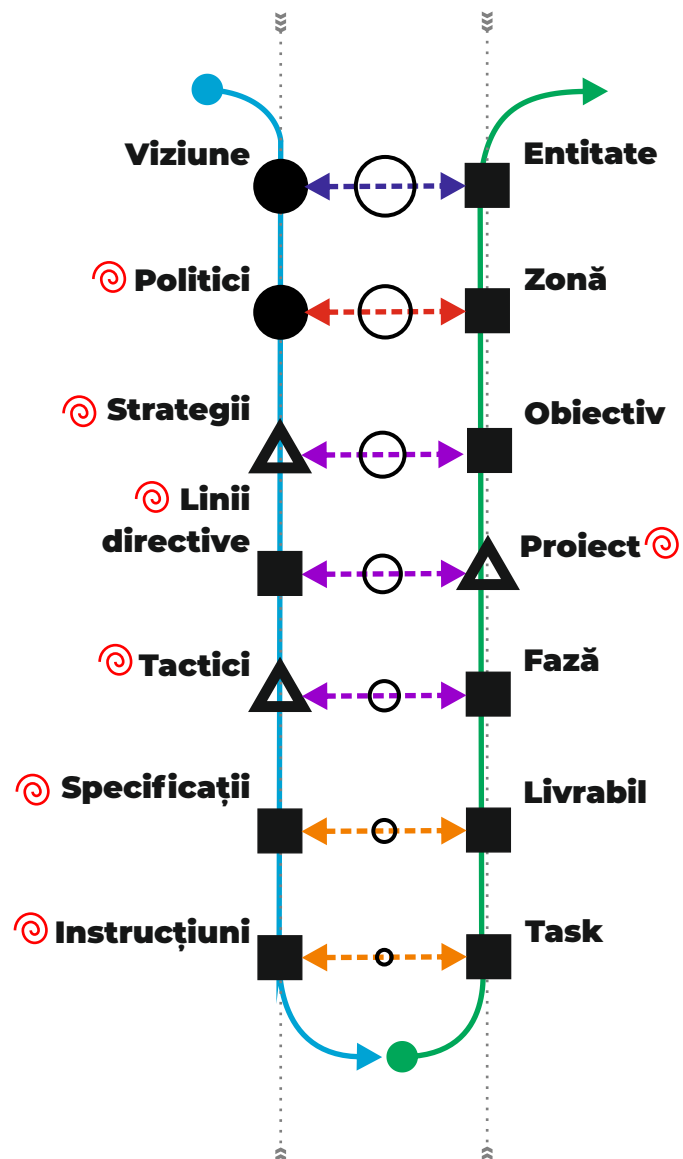 Viziune
Entitate
Politici
Zonă
Strategii
Obiectiv
Linii
directive
Proiect
Tactici
Fază
Specificații
Livrabil
Instrucțiuni
Task